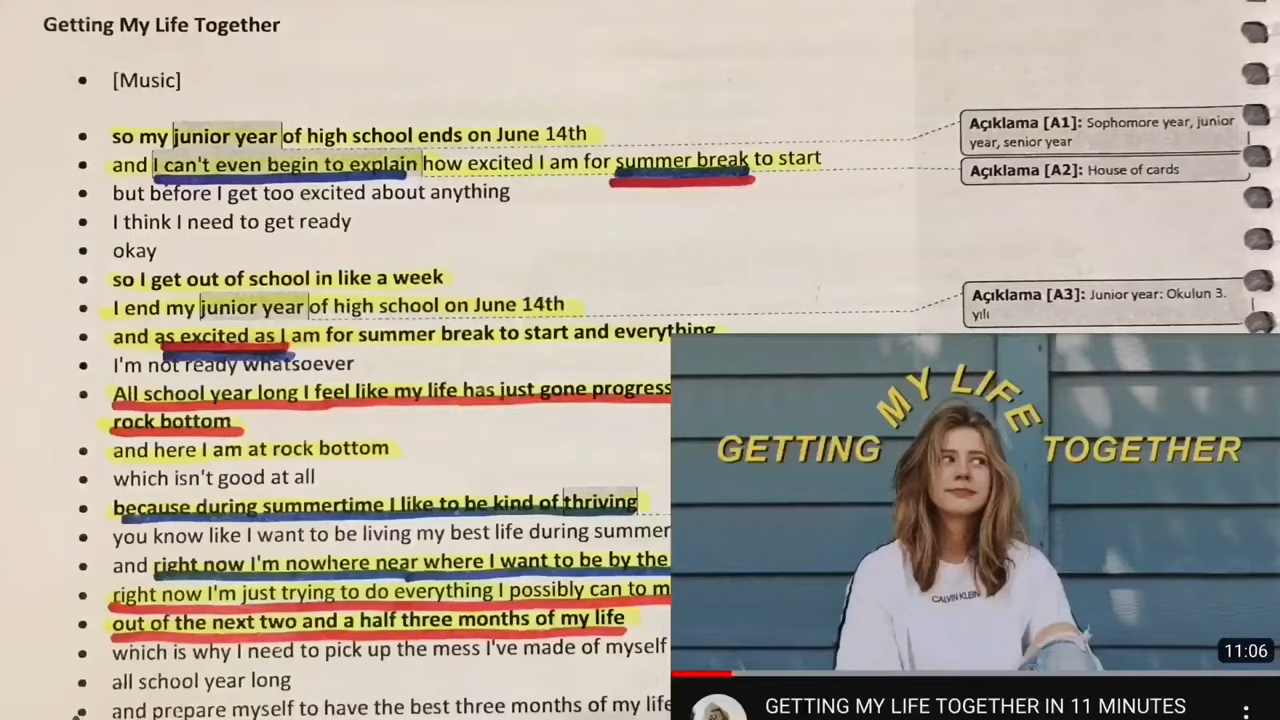 Getting My Life Together
[Music]
so my junior year of high school ends on June 14th
and I can't even begin to explain how excited I am for summer break to start
but before I get too excited about anything
I think I need to get ready
okay
so I get out of school in like a week
I end my junior year of high school on June 14th
and as excited as I am for summer break to start and everything
I'm not ready whatsoever
All school year long I feel like my life has just gone progress
rock bottom
and here I am at rock bottom
which isn't good at all
because during summertime I like to be kind of thriving
you know like I want to be living my best life during summer
and right now I'm nowhere near where I want to be by the
right now I'm just trying to do everything I possibly can to m
out of the next two and a half three months of my life
which is why I need to pick up the mess I've made of myself
all school year long
and prepare myself to have the best three months of my life
Açıklama [A1]: Sophomore year, junior
year, senior year
Açıklama [A2]: House of cards
Açıklama [A3]: Junior year: Okulun 3.
yılı
GETTING MY LIFE TOGETHER
CALVIN KLEIN
11:06
GETTING MY LIFE TOGETHER IN 11 MINUTES